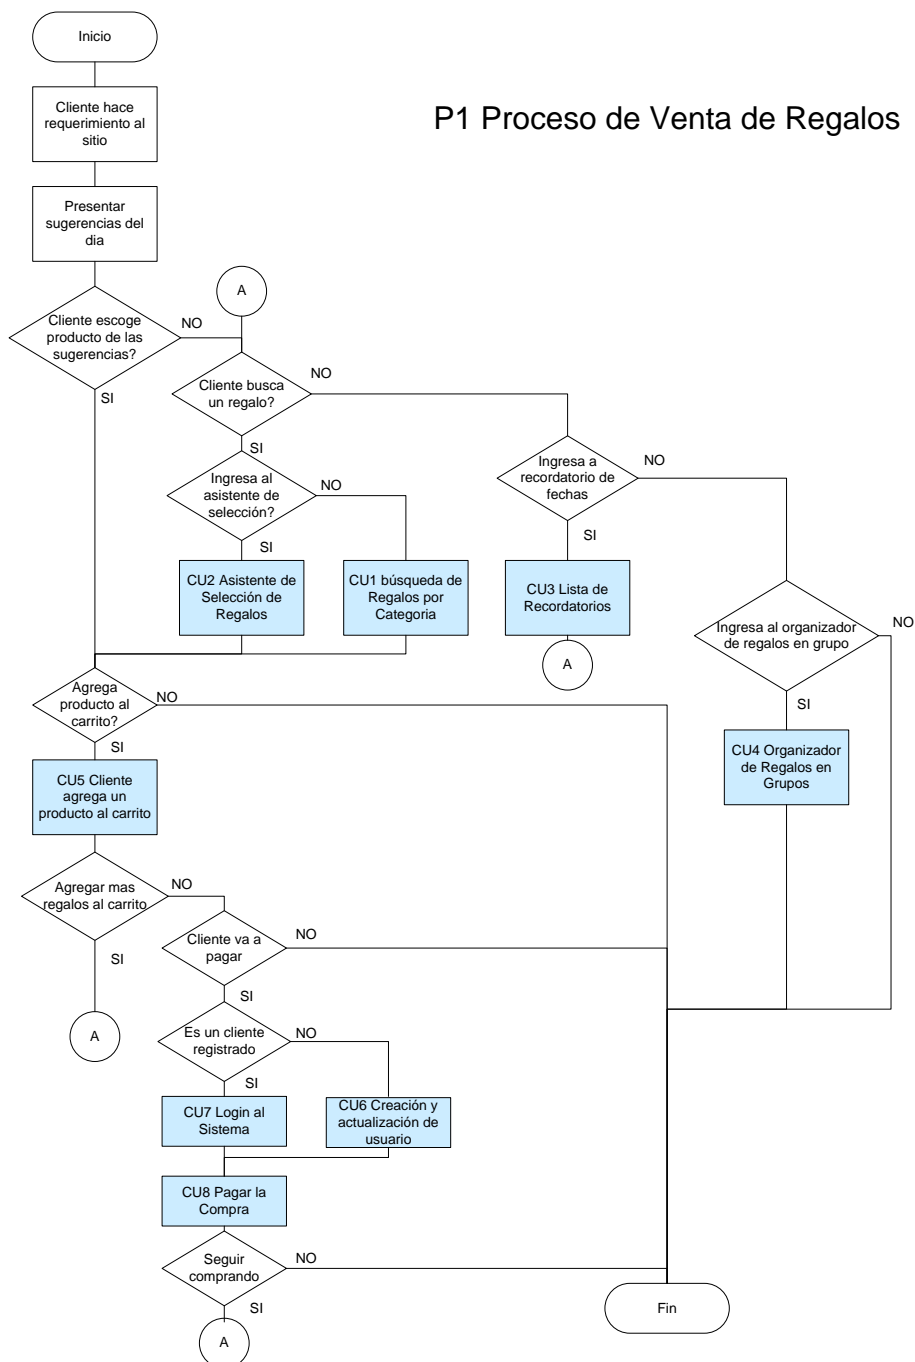 Inicio
P1 Proceso de Venta de Regalos
Cliente hace
requerimiento al
sitio
Presentar
sugerencias del
dia
A
Cliente escoge
producto de las
sugerencias?
NO
SI
Cliente busca
un regalo?
NO
SI
Ingresa al
asistente de
selección?
NO
SI
Ingresa a
recordatorio de
fechas
NO
SI
CU2 Asistente de
Selección de
Regalos
CU1 búsqueda de
Regalos por
Categoria
CU3 Lista de
Recordatorios
A
Ingresa al organizador
de regalos en grupo
NO
SI
Agrega
producto al
carrito?
NO
SI
CU4 Organizador
de Regalos en
Grupos
CU5 Cliente
agrega un
producto al carrito
Agregar mas
regalos al carrito
NO
SI
Cliente va a
pagar
NO
SI
A
Es un cliente
registrado
NO
SI
CU7 Login al
Sistema
CU6 Creación y
actualización de
usuario
CU8 Pagar la
Compra
Seguir
comprando
NO
SI
A
Fin